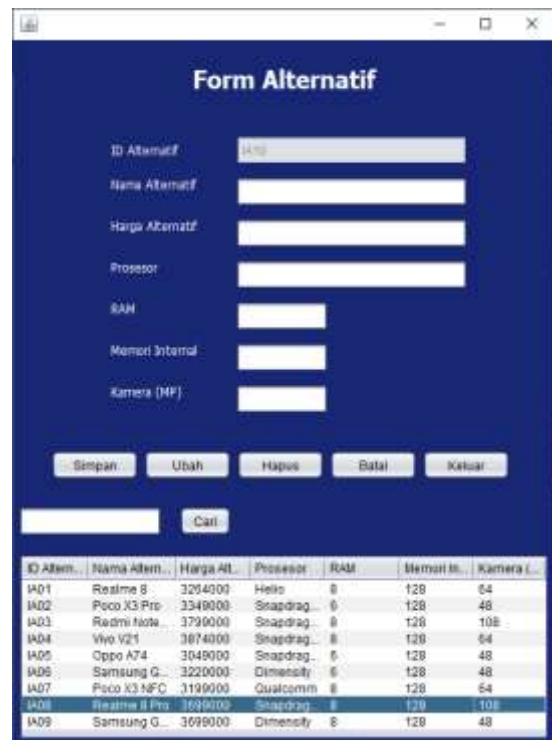 Form Alternatif
ID Alternatif IA10
Nama Alternatif
Harga Alternatif
Prosesor
RAM
Memori Internal
Kamera (MP)
Simpan Ubah Hapus Batal Keluar
Cari
ID Altern... Nama Altern... Harga Alt... Prosesor RAM Memori In... Kamera (...
IA01 Realme 8 3264000 Helio 8 128 64
IA02 Poco X3 Pro 3349000 Snapdrag... 6 128 48
IA03 Redmi Note... 3799000 Snapdrag... 8 128 108
IA04 Vivo V21 3874000 Snapdrag... 8 128 64
IA05 Oppo A74 3049000 Snapdrag... 6 128 48
IA06 Samsung G... 3220000 Dimensity 6 128 48
IA07 Poco X3 NFC 3199000 Qualcomm 8 128 64
IA08 Realme 8 Pro 3699000 Snapdrag... 8 128 108
IA09 Samsung G... 3699000 Dimensity 8 128 48